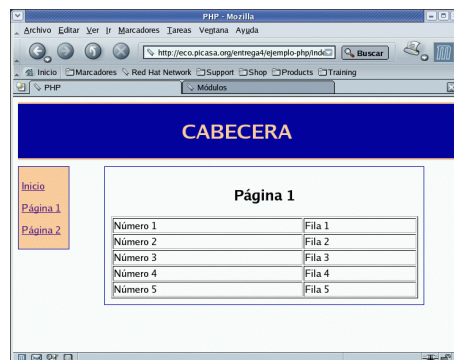 PHP - Mozilla
Archivo Editar Ver Ir Marcadores Tareas Ventana Ayuda
http://eco.picasa.org/entrega4/ejemplo-php/inde Buscar
Inicio Marcadores Red Hat Network Support Shop Products Training
PHP Módulos
CABECERA
Inicio
Página 1
Página 2
Página 1
Número 1 Fila 1
Número 2 Fila 2
Número 3 Fila 3
Número 4 Fila 4
Número 5 Fila 5